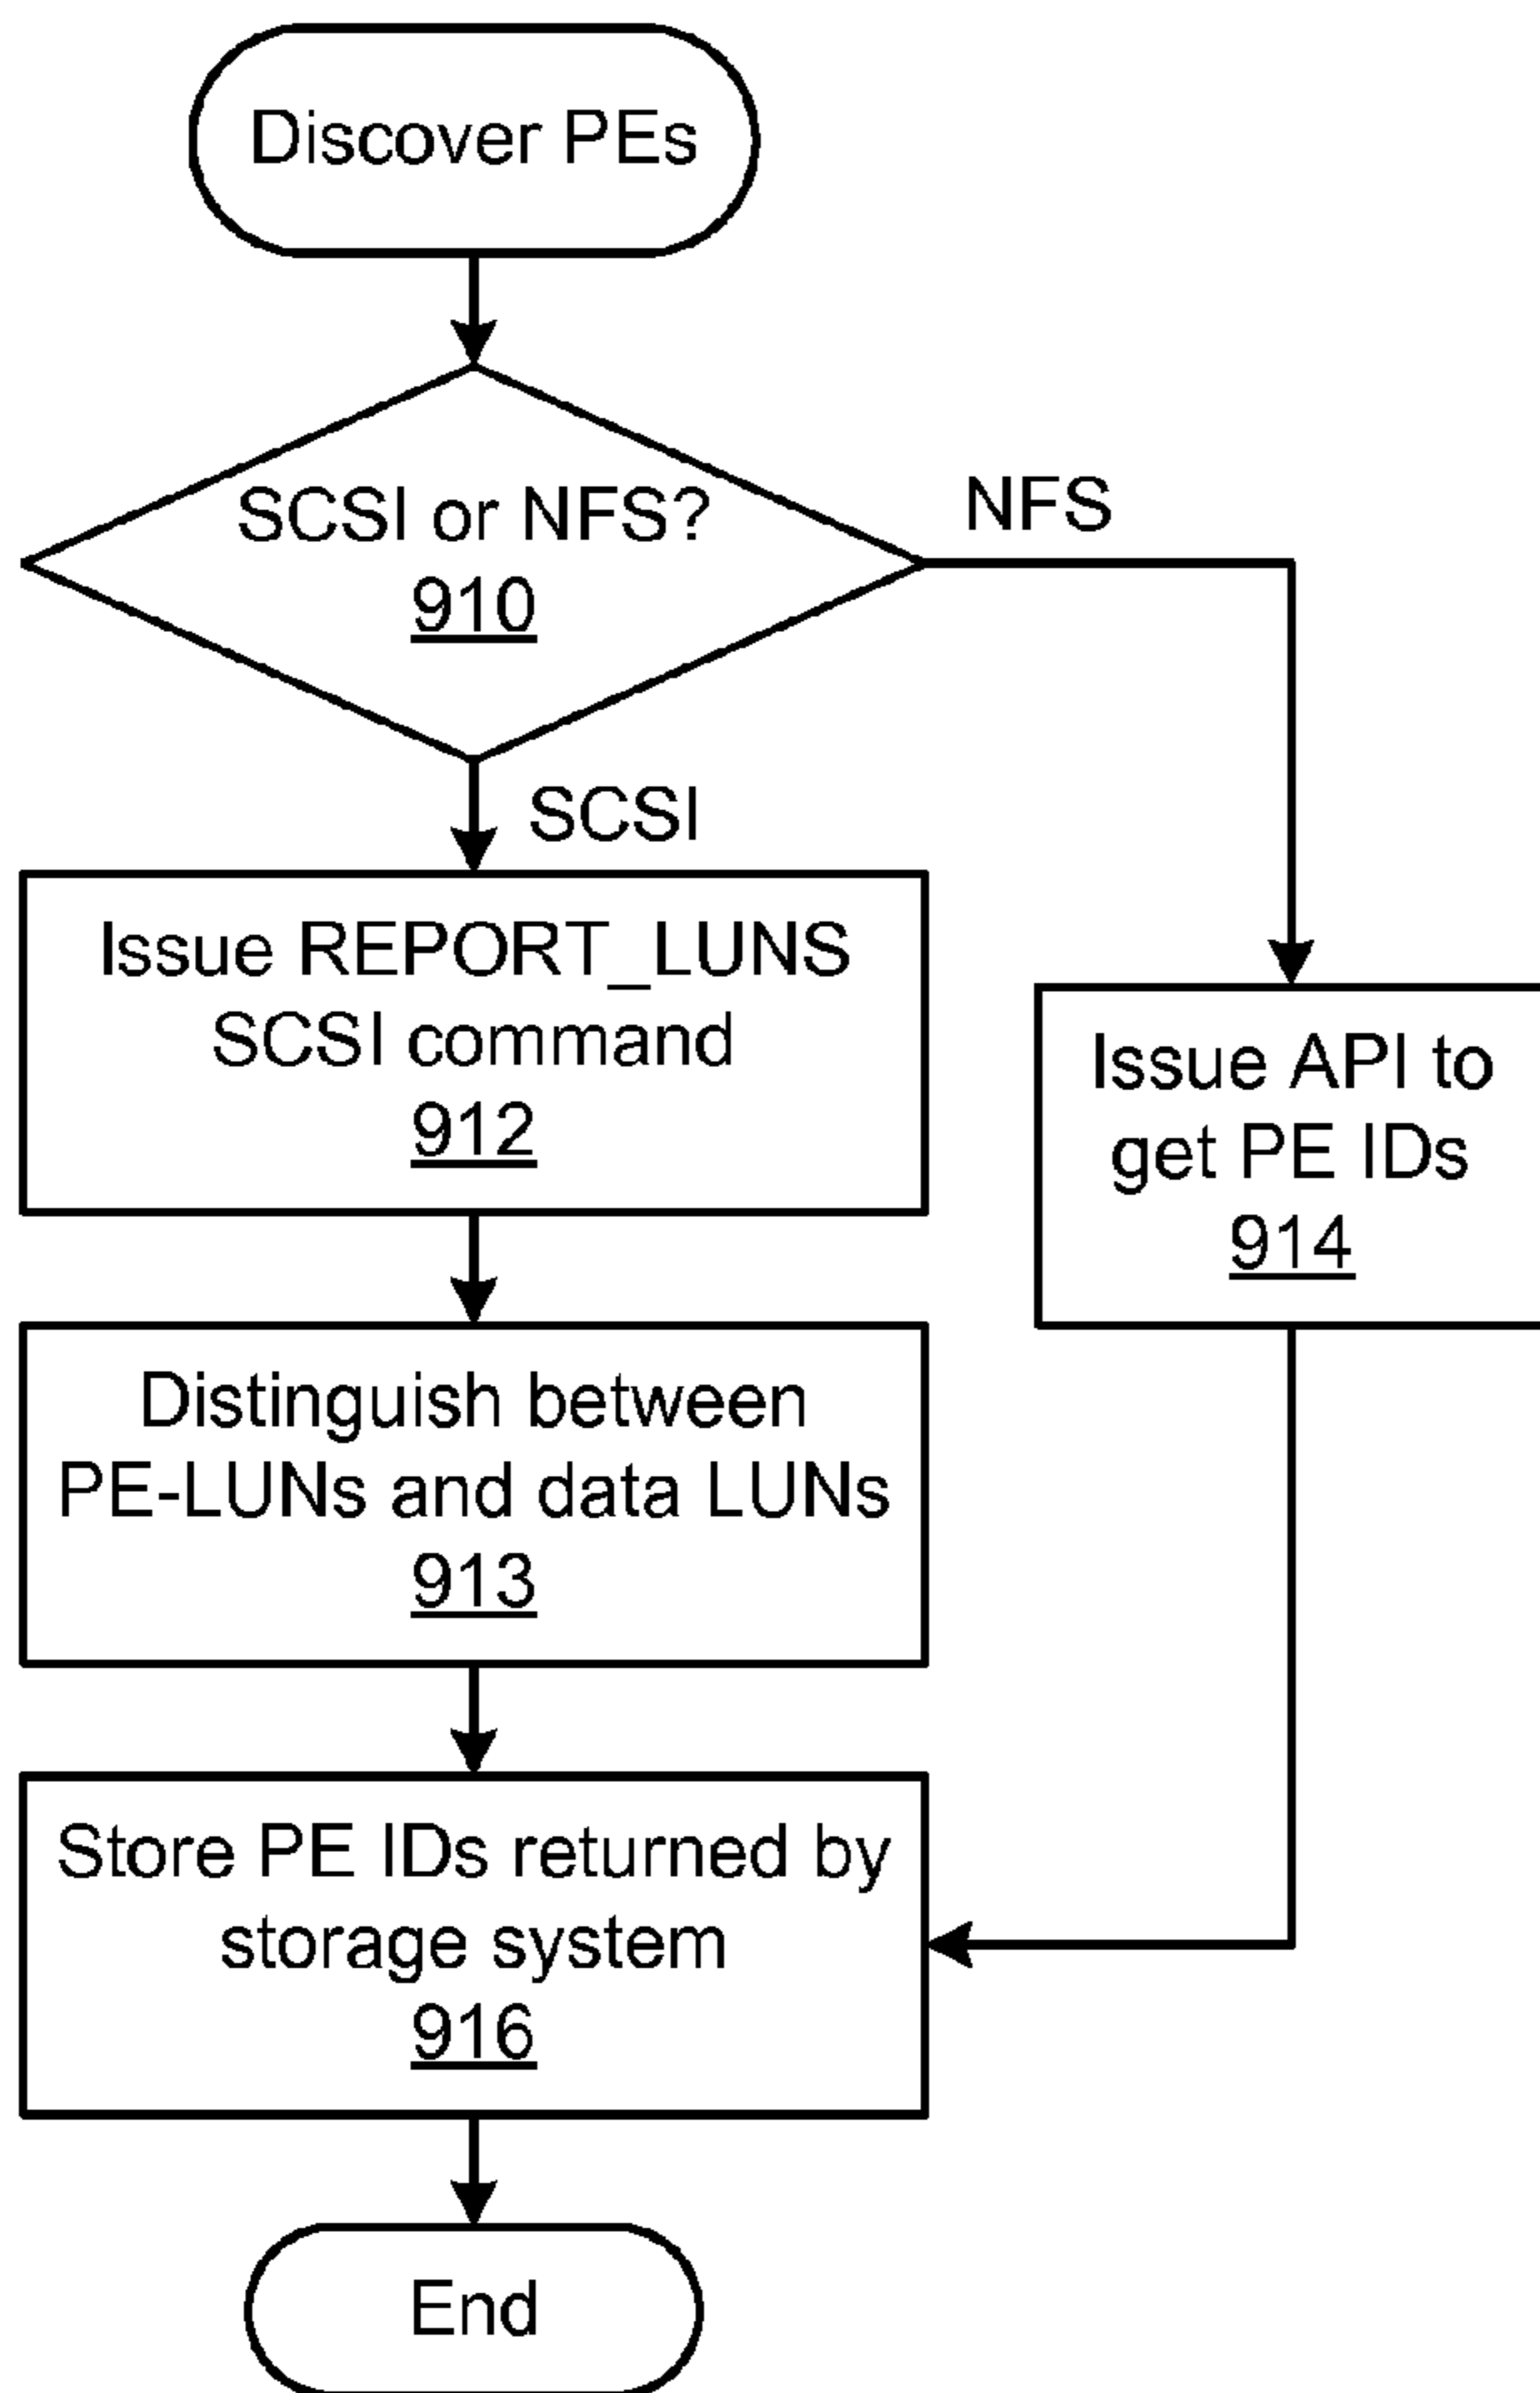 Discover PEs
SCSI or NFS?
910
NFS
SCSI
Issue REPORT_LUNS
SCSI command
912
Issue API to
get PE IDs
914
Distinguish between
PE-LUNs and data LUNs
913
Store PE IDs returned by
storage system
916
End